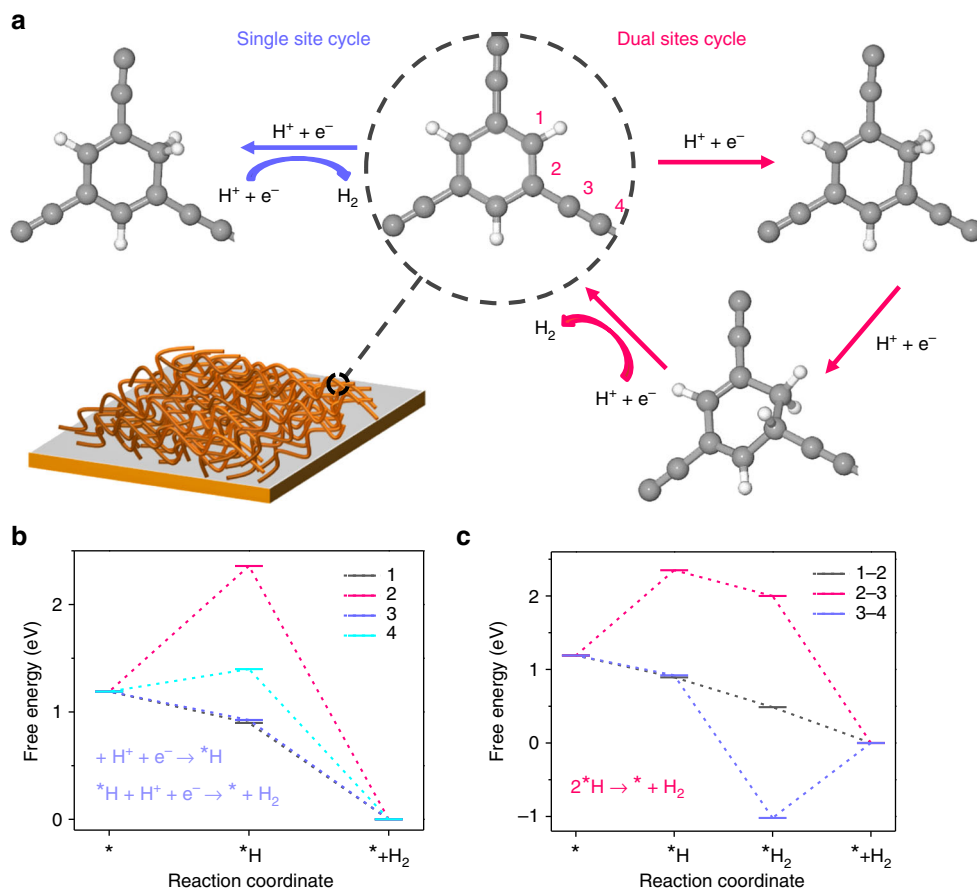 a
Single site cycle
Dual sites cycle
H⁺ + e⁻
H⁺ + e⁻
H₂
1
2
3
4
H⁺ + e⁻
H⁺ + e⁻
H₂
H⁺ + e⁻
b
Free energy (eV)
2
1
0
1
2
3
4
+ H⁺ + e⁻ → *H
*H + H⁺ + e⁻ → * + H₂
*
*H
*+H₂
Reaction coordinate
c
Free energy (eV)
2
1
0
−1
1–2
2–3
3–4
2*H → * + H₂
*
*H
*H₂
*+H₂
Reaction coordinate